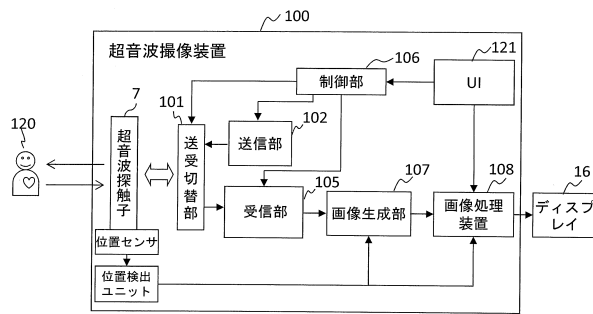 100
超音波撮像装置
106
121
制御部
UI
7
101
120
超音波探触子
送受切替部
送信部
102
105
107
108
16
受信部
画像生成部
画像処理
装置
ディスプ
レイ
位置センサ
位置検出
ユニット